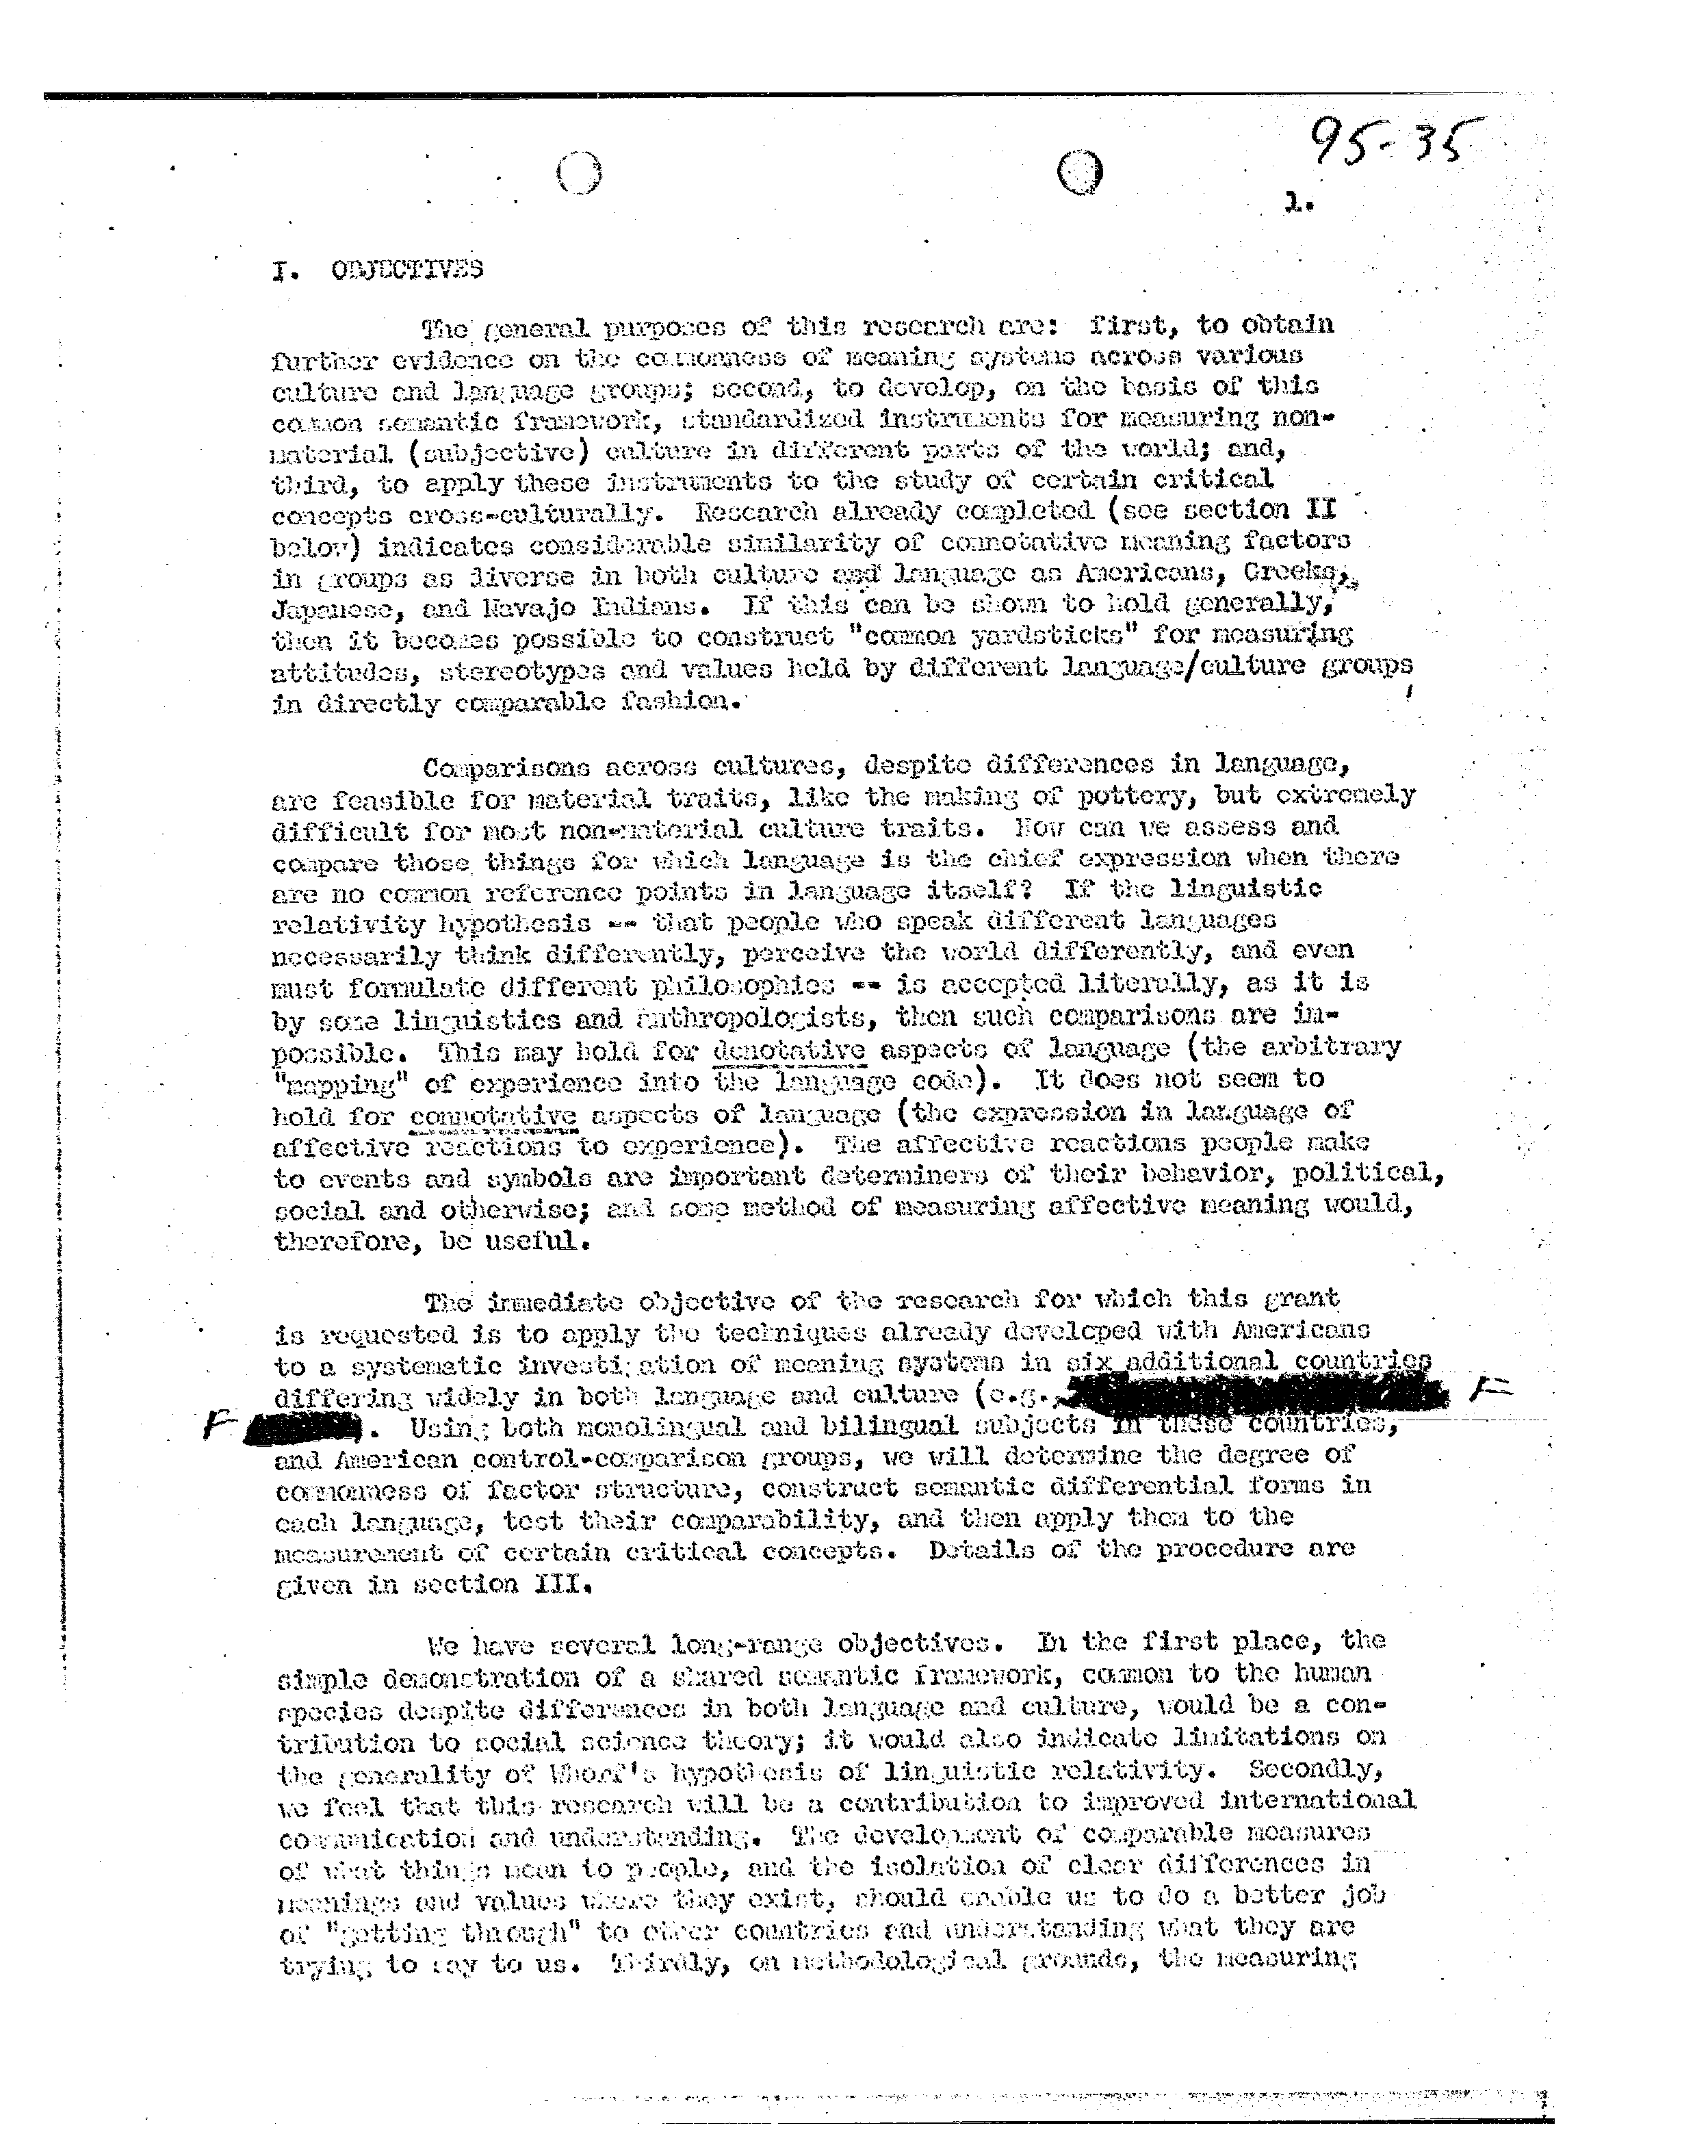 95-35
1.
I. OBJECTIVES
The general purposes of this research are: first, to obtain
further evidence on the commonness of meaning systems across various
culture and language groups; second, to develop, on the basis of this
common semantic framework, standardized instruments for measuring non-
material (subjective) culture in different parts of the world; and,
third, to apply these instruments to the study of certain critical
concepts cross-culturally. Research already completed (see section II
below) indicates considerable similarity of connotative meaning factors
in groups as diverse in both culture and language as Americans, Greeks,
Japanese, and Navajo Indians. If this can be shown to hold generally,
then it becomes possible to construct "common yardsticks" for measuring
attitudes, stereotypes and values held by different language/culture groups
in directly comparable fashion.
Comparisons across cultures, despite differences in language,
are feasible for material traits, like the making of pottery, but extremely
difficult for most non-material culture traits. How can we assess and
compare those things for which language is the chief expression when there
are no common reference points in language itself? If the linguistic
relativity hypothesis -- that people who speak different languages
necessarily think differently, perceive the world differently, and even
must formulate different philosophies -- is accepted literally, as it is
by some linguistics and anthropologists, then such comparisons are im-
possible. This may hold for denotative aspects of language (the arbitrary
"mapping" of experience into the language code). It does not seem to
hold for connotative aspects of language (the expression in language of
affective reactions to experience). The affective reactions people make
to events and symbols are important determiners of their behavior, political,
social and otherwise; and some method of measuring affective meaning would,
therefore, be useful.
The immediate objective of the research for which this grant
is requested is to apply the techniques already developed with Americans
to a systematic investigation of meaning systems in six additional countries
differing widely in both language and culture (e.g., F
F ). Using both monolingual and bilingual subjects in these countries,
and American control-comparison groups, we will determine the degree of
commonness of factor structure, construct semantic differential forms in
each language, test their comparability, and then apply them to the
measurement of certain critical concepts. Details of the procedure are
given in section III.
We have several long-range objectives. In the first place, the
simple demonstration of a shared semantic framework, common to the human
species despite differences in both language and culture, would be a con-
tribution to social science theory; it would also indicate limitations on
the generality of Whorf's hypothesis of linguistic relativity. Secondly,
we feel that this research will be a contribution to improved international
communication and understanding. The development of comparable measures
of what things mean to people, and the isolation of clear differences in
meanings and values where they exist, should enable us to do a better job
of "getting through" to other countries and understanding what they are
trying to say to us. Thirdly, on methodological grounds, the measuring